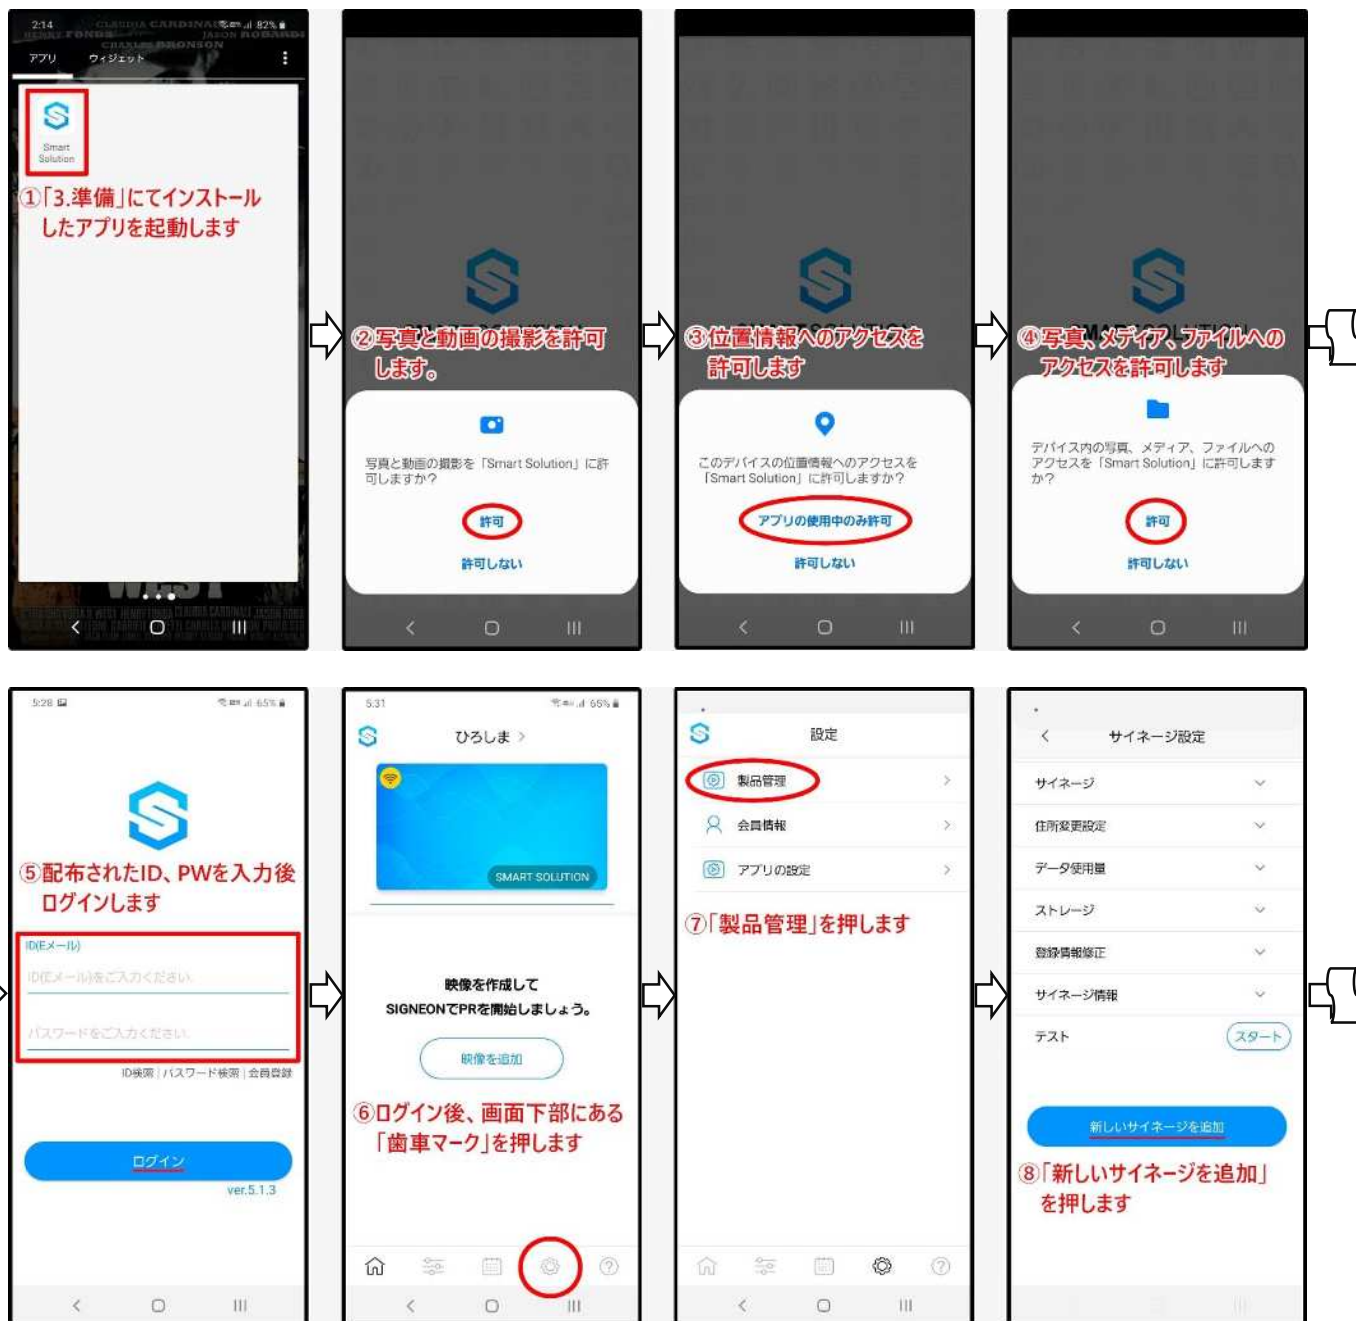 2:14
82%
アプリ
ウィジェット
Smart
Solution
①「3.準備」にてインストール
したアプリを起動します
②写真と動画の撮影を許可
します。
写真と動画の撮影を「Smart Solution」に許
可しますか？
許可
許可しない
③位置情報へのアクセスを
許可します
このデバイスの位置情報へのアクセスを
「Smart Solution」に許可しますか？
アプリの使用中のみ許可
許可しない
④写真、メディア、ファイルへの
アクセスを許可します
デバイス内の写真、メディア、ファイルへの
アクセスを「Smart Solution」に許可します
か？
許可
許可しない
5:28
65%
⑤配布されたID、PWを入力後
ログインします
ID(Eメール)
ID(Eメール)をご入力ください。
パスワードをご入力ください。
ID検索 | パスワード検索 | 会員登録
ログイン
ver.5.1.3
5:31
65%
ひろしま
SMART SOLUTION
映像を作成して
SIGNEONでPRを開始しましょう。
映像を追加
⑥ログイン後、画面下部にある
「歯車マーク」を押します
設定
製品管理
会員情報
アプリの設定
⑦「製品管理」を押します
サイネージ設定
サイネージ
住所変更設定
データ使用量
ストレージ
登録情報修正
サイネージ情報
テスト
スタート
新しいサイネージを追加
⑧「新しいサイネージを追加」
を押します